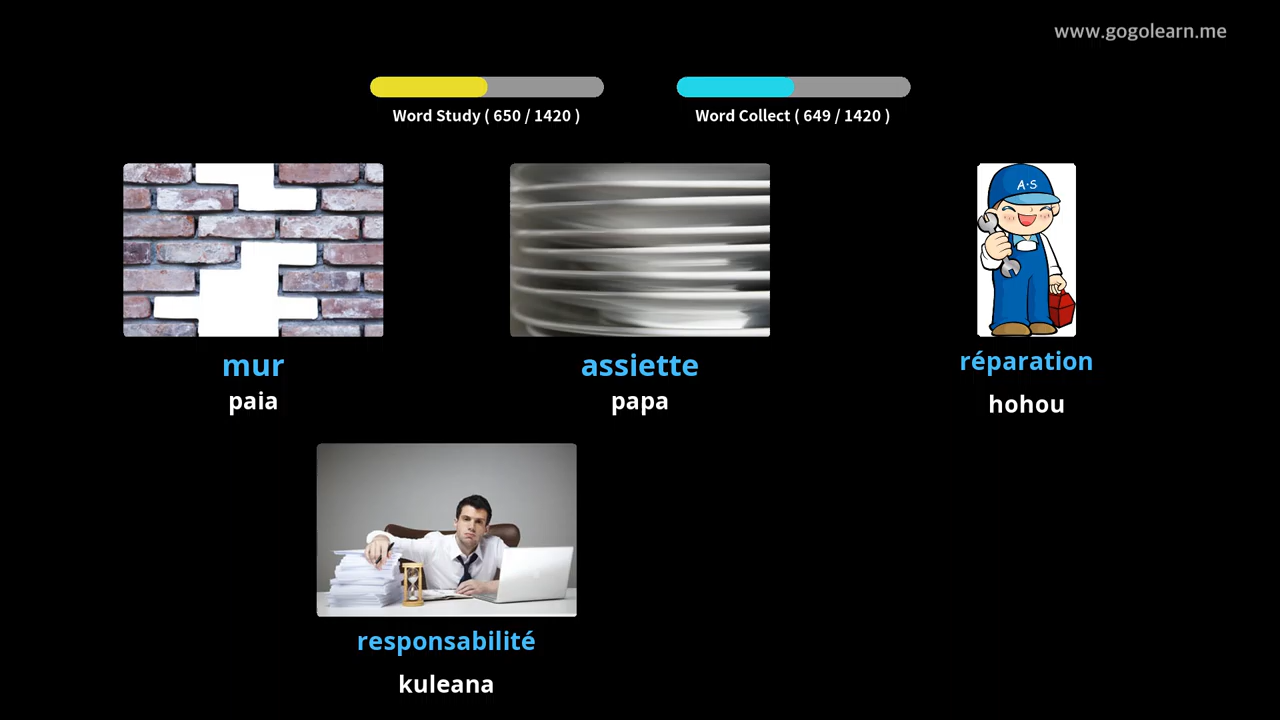 www.gogolearn.me
Word Study ( 650 / 1420 )
Word Collect ( 649 / 1420 )
A·S
mur
paia
assiette
papa
réparation
hohou
responsabilité
kuleana